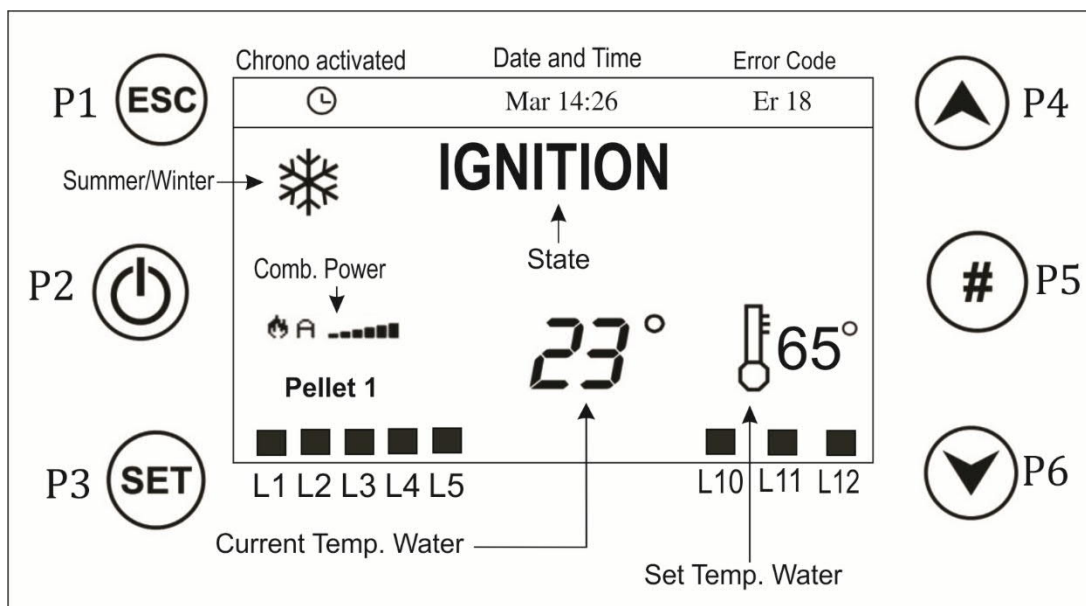 Chrono activated Date and Time Error Code
P1 ESC Mar 14:26 Er 18 P4
Summer/Winter IGNITION
State
P2 Comb. Power # P5
A 23° 65°
Pellet 1
P3 SET P6
L1 L2 L3 L4 L5 L10 L11 L12
Current Temp. Water
Set Temp. Water